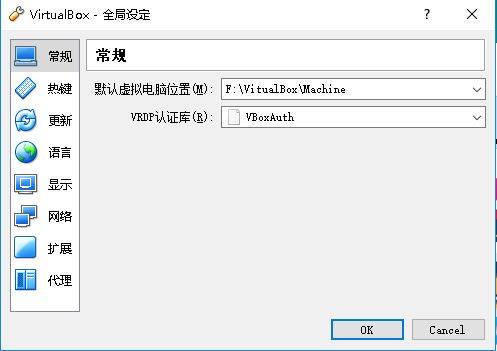 VirtualBox - 全局设定
常规
热键
更新
语言
显示
网络
扩展
代理
常规
默认虚拟电脑位置(M): F:\VitualBox\Machine
VRDP认证库(R): VBoxAuth
OK Cancel